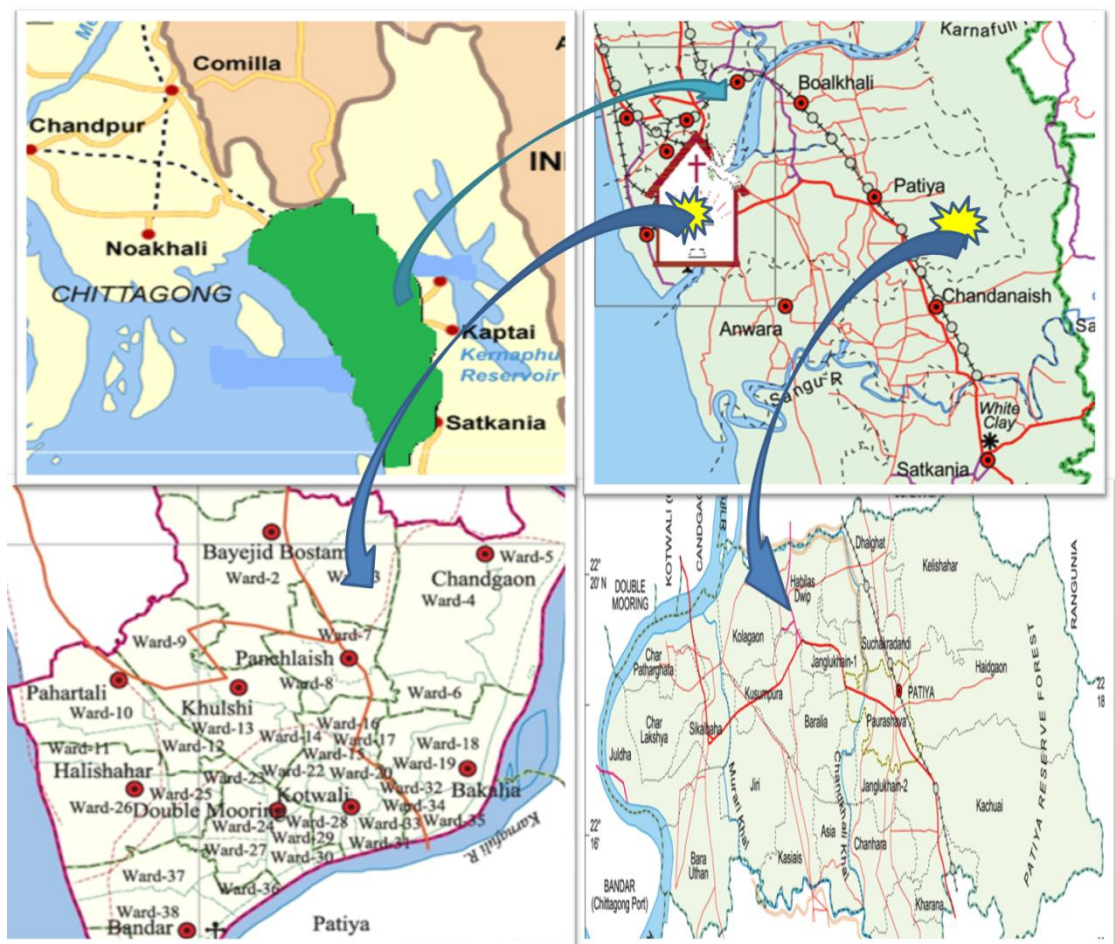 Comilla
Chandpur
Noakhali
CHITTAGONG
Kaptai
Reservoir
Satkania
Boalkhali
Patiya
Chandanaish
Anwara
Sangu R
White
Clay
Satkania
Bayejid Bostam
Ward-2
Ward-5
Chandgaon
Ward-4
Ward-9
Ward-7
Panchlaish
Ward-8
Pahartali
Ward-10
Khulshi
Ward-6
Ward-13
Ward-16
Ward-11
Ward-12
Ward-14
Ward-17
Ward-18
Halishahar
Ward-15
Ward-19
Ward-23
Ward-22
Ward-20
Bakalia
Ward-25
Ward-32
Ward-26
Double Mooring
Kotwali
Ward-34
Ward-24
Ward-28
Ward-33
Ward-35
Ward-29
Ward-31
Ward-27
Ward-30
Karnafuli R.
Ward-37
Ward-36
Ward-38
Bandar
Patiya
KOTWALI
22°
20' N
DOUBLE
MOORING
Dhalghat
Kelishahar
Habilas
Dwip
RANGUNIA
Kolagaon
Suchakradandi
Char
Patharghata
Janglukhain-1
Haidgaon
Kusumpura
PATIYA
22
18
Char
Lakshya
Sikalbaha
Baralia
Paurashava
Juldha
PATIYA RESERVE FOREST
Murari Khal
Chandkhali Khal
Jiri
Janglukhain-2
Kachuai
22°
16'
Asia
Chanhara
Bara
Uthan
Kasiais
BANDAR
(Chittagong Port)
Kharana